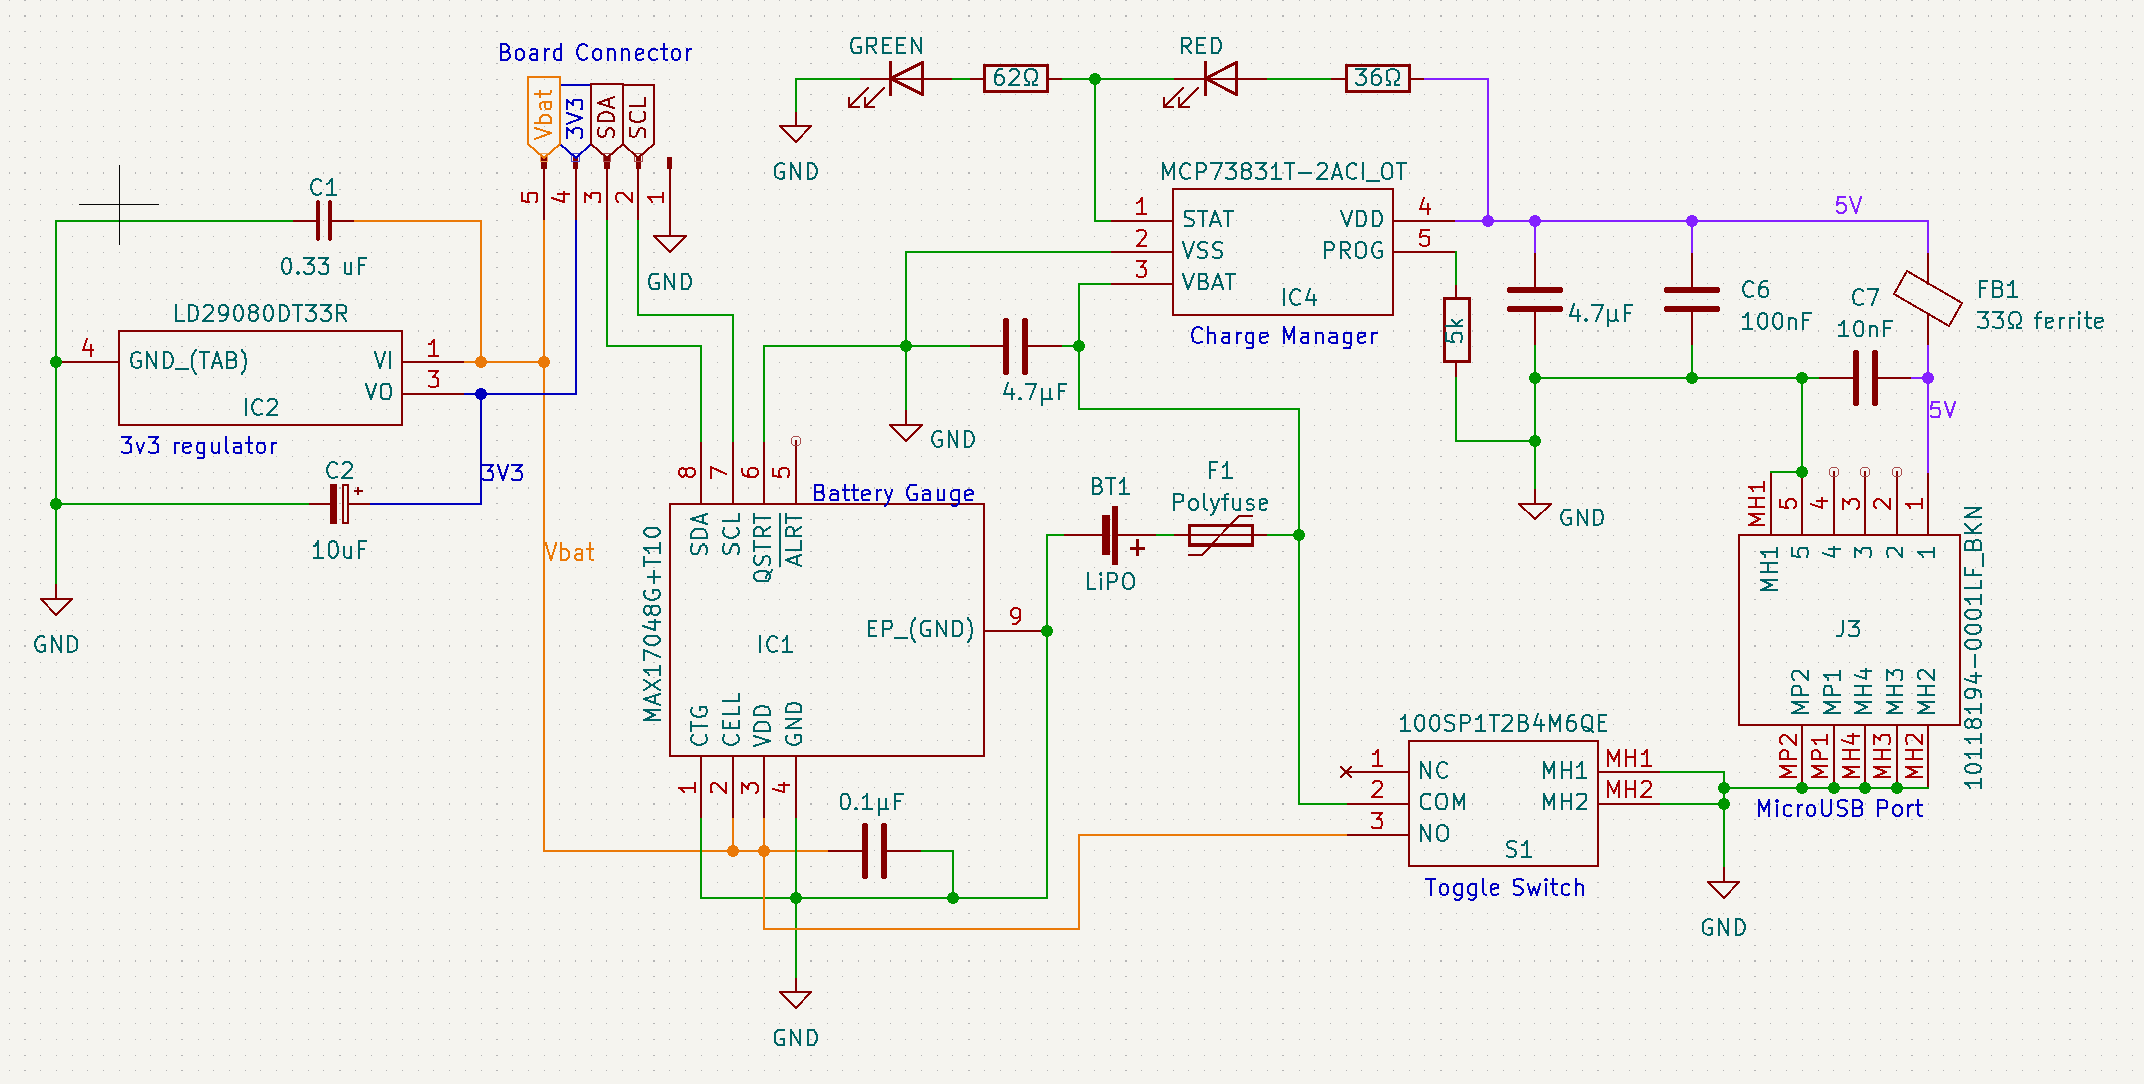 Board Connector
Vbat
3V3
SDA
SCL
5
4
3
2
1
GND
GREEN
62Ω
RED
36Ω
GND
C1
0.33 uF
LD29080DT33R
4
GND_(TAB)
VI
1
VO
3
IC2
3v3 regulator
C2
+
10uF
3V3
GND
Vbat
MCP73831T-2ACI_OT
1
STAT
2
VSS
3
VBAT
VDD
4
PROG
5
IC4
Charge Manager
5k
4.7µF
GND
4.7µF
GND
5V
C6
100nF
C7
10nF
FB1
33Ω ferrite
5V
8
7
6
5
Battery Gauge
MAX17048G+T10
SDA
SCL
QSTRT
ALRT
EP_(GND)
9
IC1
CTG
CELL
VDD
GND
1
2
3
4
0.1µF
GND
BT1
+
LiPO
F1
Polyfuse
100SP1T2B4M6QE
1
NC
2
COM
3
NO
MH1
MH1
MH2
MH2
S1
Toggle Switch
GND
MH1
5
4
3
2
1
MH1
5
4
3
2
1
J3
10118194-0001LF_BKN
MP2
MP1
MH4
MH3
MH2
MP2
MP1
MH4
MH3
MH2
MicroUSB Port